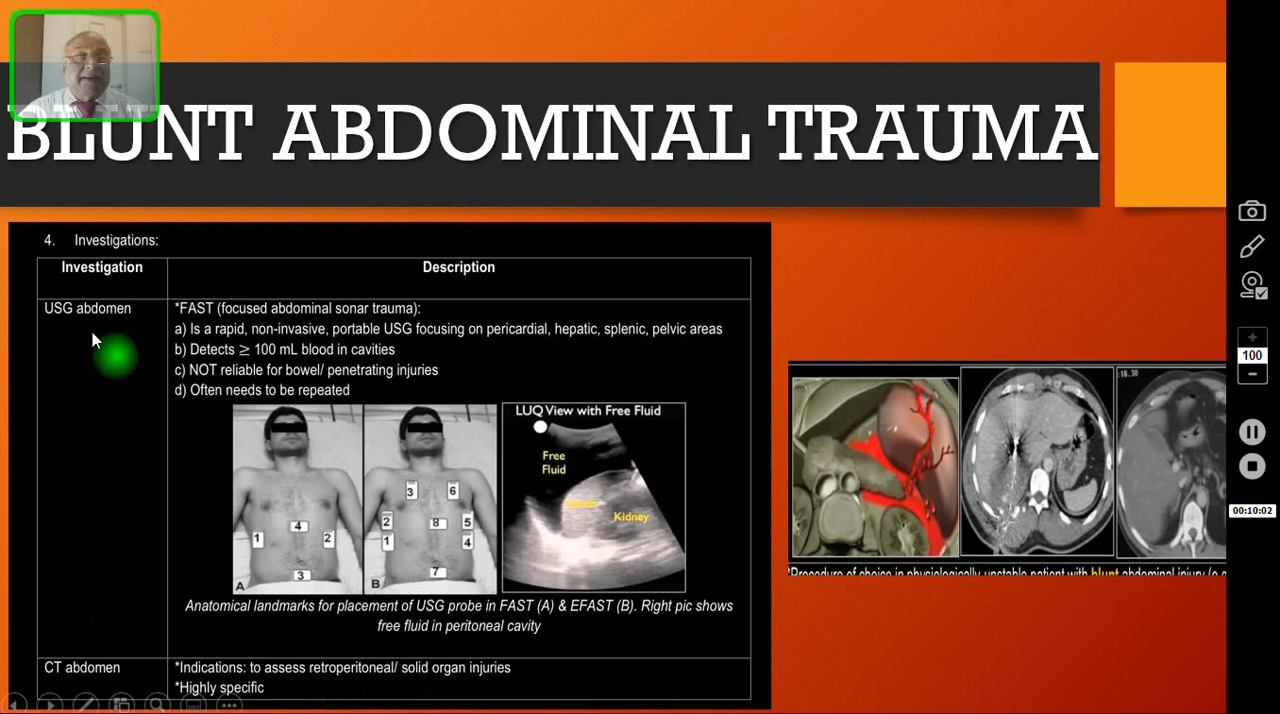 BLUNT ABDOMINAL TRAUMA
4. Investigations:
Investigation
Description
USG abdomen
*FAST (focused abdominal sonar trauma):
a) Is a rapid, non-invasive, portable USG focusing on pericardial, hepatic, splenic, pelvic areas
b) Detects ≥ 100 mL blood in cavities
c) NOT reliable for bowel/ penetrating injuries
d) Often needs to be repeated
1
4
2
3
A
3
6
2
8
5
1
4
7
B
LUQ View with Free Fluid
Free
Fluid
Kidney
Anatomical landmarks for placement of USG probe in FAST (A) & EFAST (B). Right pic shows
free fluid in peritoneal cavity
CT abdomen
*Indications: to assess retroperitoneal/ solid organ injuries
*Highly specific
*Procedure of choice in physiologically unstable patient with blunt abdominal injury (e.g
100
00:10:02